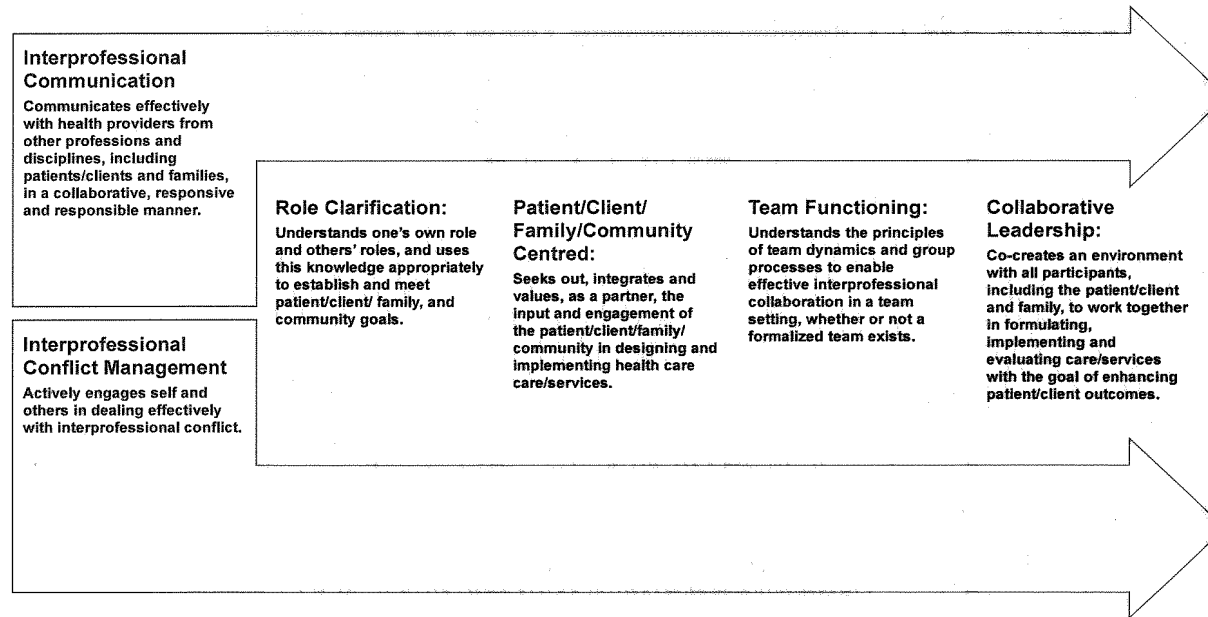 Interprofessional
Communication
Communicates effectively
with health providers from
other professions and
disciplines, including
patients/clients and families,
in a collaborative, responsive
and responsible manner.
Interprofessional
Conflict Management
Actively engages self and
others in dealing effectively
with interprofessional conflict.
Role Clarification:
Understands one's own role
and others' roles, and uses
this knowledge appropriately
to establish and meet
patient/client/ family, and
community goals.
Patient/Client/
Family/Community
Centred:
Seeks out, integrates and
values, as a partner, the
input and engagement of
the patient/client/family/
community in designing and
implementing health care
care/services.
Team Functioning:
Understands the principles
of team dynamics and group
processes to enable
effective interprofessional
collaboration in a team
setting, whether or not a
formalized team exists.
Collaborative
Leadership:
Co-creates an environment
with all participants,
including the patient/client
and family, to work together
in formulating,
implementing and
evaluating care/services
with the goal of enhancing
patient/client outcomes.